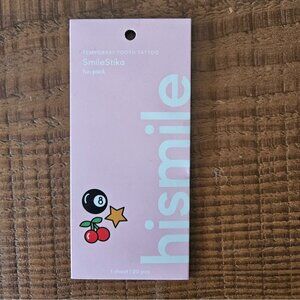 TEMPORARY TOOTH TATTOO
SmileStika
fun pack
hismile
8
1 sheet / 20 pcs